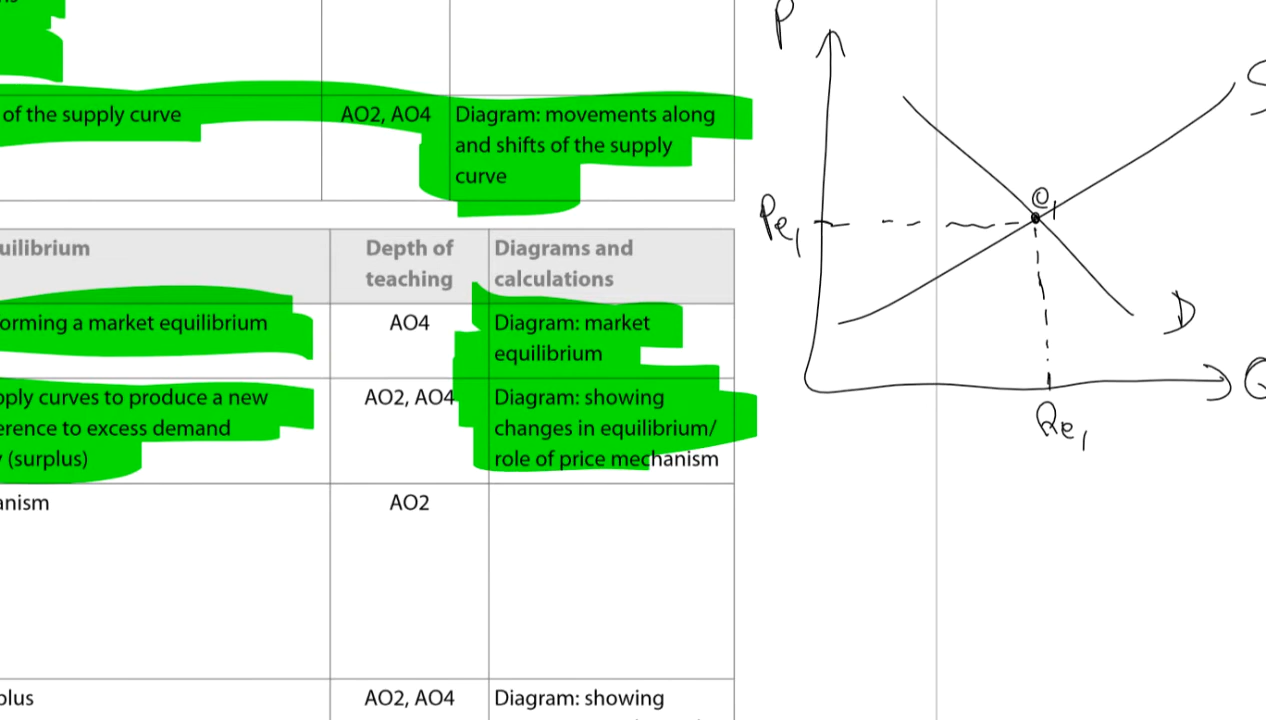 of the supply curve
AO2, AO4
Diagram: movements along
and shifts of the supply
curve
uilibrium
Depth of
teaching
Diagrams and
calculations
orming a market equilibrium
AO4
Diagram: market
equilibrium
pply curves to produce a new
erence to excess demand
y (surplus)
AO2, AO4
Diagram: showing
changes in equilibrium/
role of price mechanism
anism
AO2
plus
AO2, AO4
Diagram: showing
P
S
e1
Pe1
D
Q
Qe1